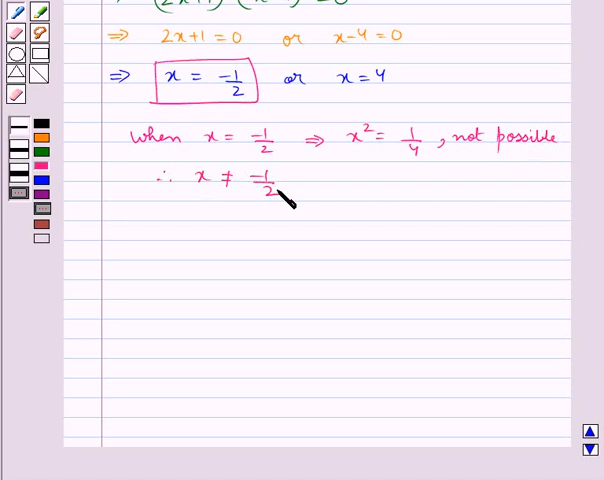 ⇒ 2x+1=0 or x-4=0
⇒ x = -1/2 or x=4
When x = -1/2 ⇒ x² = 1/4 , not possible
∴ x ≠ -1/2